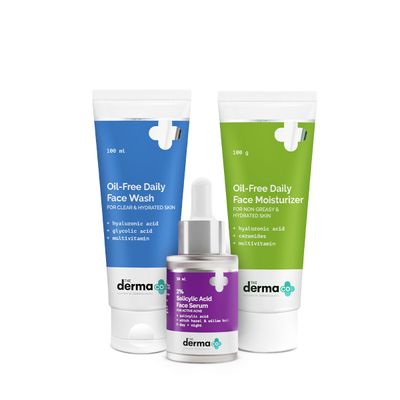 100 ml
Oil-Free Daily
Face Wash
FOR CLEAR & HYDRATED SKIN
+ hyaluronic acid
+ glycolic acid
+ multivitamin
THE
derma co
100 g
Oil-Free Daily
Face Moisturizer
FOR NON-GREASY &
HYDRATED SKIN
+ hyaluronic acid
+ ceramides
+ multivitamin
THE
derma co
30 ml
2%
Salicylic Acid
Face Serum
FOR ACTIVE ACNE
+ salicylic acid
+ witch hazel & willow bark
+ day + night
THE
derma co